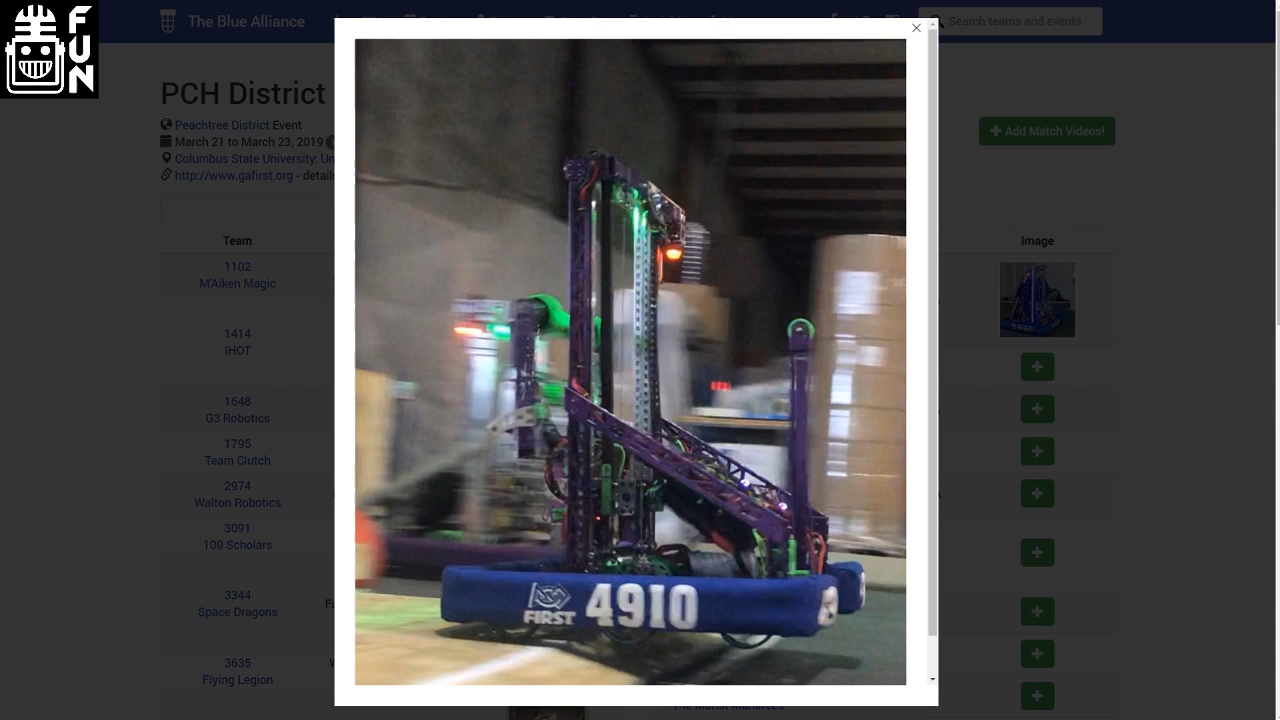 FUN
The Blue Alliance
Search teams and events
PCH District
Peachtree District Event
March 21 to March 23, 2019
Add Match Videos!
Columbus State University: Un
http://www.gafirst.org - details
Team
Image
1102
M'Aiken Magic
1414
IHOT
1648
G3 Robotics
1795
Team Clutch
2974
Walton Robotics
3091
100 Scholars
3344
Space Dragons
3635
Flying Legion
FIRST 4910